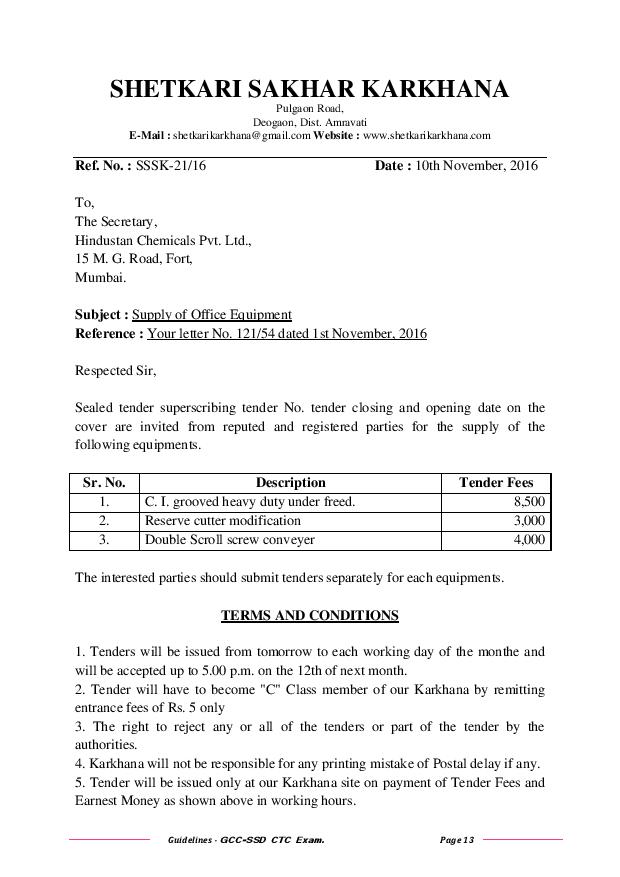 SHETKARI SAKHAR KARKHANA
Pulgaon Road,
Deogaon, Dist. Amravati
E-Mail : shetkarikarkhana@gmail.com Website : www.shetkarikarkhana.com
Ref. No. : SSSK-21/16 Date : 10th November, 2016
To,
The Secretary,
Hindustan Chemicals Pvt. Ltd.,
15 M. G. Road, Fort,
Mumbai.
Subject : Supply of Office Equipment
Reference : Your letter No. 121/54 dated 1st November, 2016
Respected Sir,
Sealed tender superscribing tender No. tender closing and opening date on the
cover are invited from reputed and registered parties for the supply of the
following equipments.
Sr. No. Description Tender Fees
1. C. I. grooved heavy duty under freed. 8,500
2. Reserve cutter modification 3,000
3. Double Scroll screw conveyer 4,000
The interested parties should submit tenders separately for each equipments.
TERMS AND CONDITIONS
1. Tenders will be issued from tomorrow to each working day of the monthe and
will be accepted up to 5.00 p.m. on the 12th of next month.
2. Tender will have to become "C" Class member of our Karkhana by remitting
entrance fees of Rs. 5 only
3. The right to reject any or all of the tenders or part of the tender by the
authorities.
4. Karkhana will not be responsible for any printing mistake of Postal delay if any.
5. Tender will be issued only at our Karkhana site on payment of Tender Fees and
Earnest Money as shown above in working hours.
Guidelines - GCC-SSD CTC Exam. Page 13